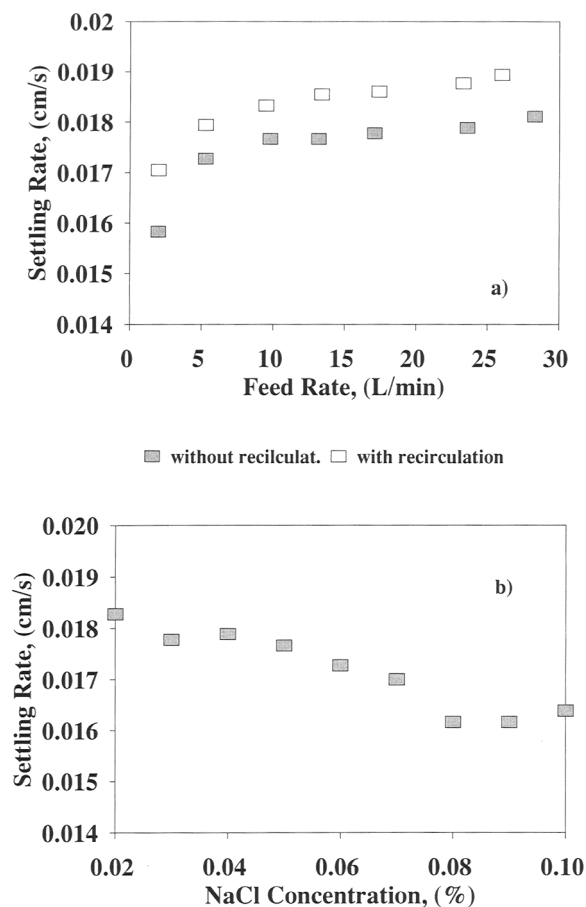 0.02
0.019
0.018
0.017
0.016
0.015
0.014
Settling Rate, (cm/s)
a)
0 5 10 15 20 25 30
Feed Rate, (L/min)
without recilculat. with recirculation
0.020
0.019
0.018
0.017
0.016
0.015
0.014
Settling Rate, (cm/s)
b)
0.02 0.04 0.06 0.08 0.10
NaCl Concentration, (%)